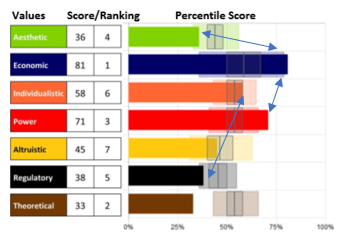 Values Score/Ranking Percentile Score
Aesthetic 36 4
Economic 81 1
Individualistic 58 6
Power 71 3
Altruistic 45 7
Regulatory 38 5
Theoretical 33 2
0% 25% 50% 75% 100%